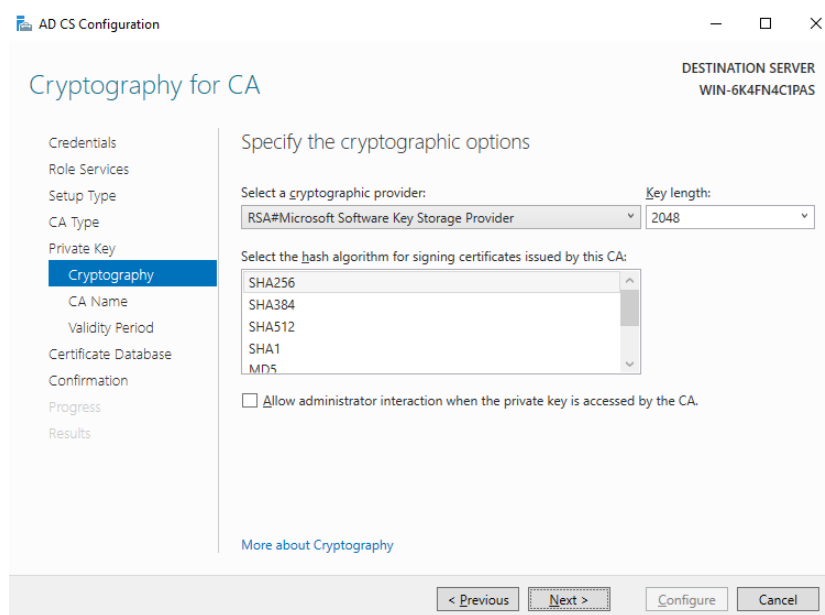 AD CS Configuration
DESTINATION SERVER
WIN-6K4FN4C1PAS
Cryptography for CA
Credentials
Role Services
Setup Type
CA Type
Private Key
Cryptography
CA Name
Validity Period
Certificate Database
Confirmation
Progress
Results
Specify the cryptographic options
Select a cryptographic provider:
Key length:
RSA#Microsoft Software Key Storage Provider
2048
Select the hash algorithm for signing certificates issued by this CA:
SHA256
SHA384
SHA512
SHA1
MD5
Allow administrator interaction when the private key is accessed by the CA.
More about Cryptography
< Previous
Next >
Configure
Cancel